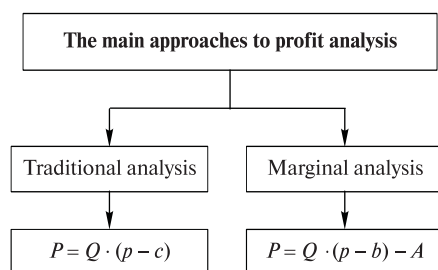 The main approaches to profit analysis
Traditional analysis
Marginal analysis
P = Q · (p – c)
P = Q · (p – b) – A